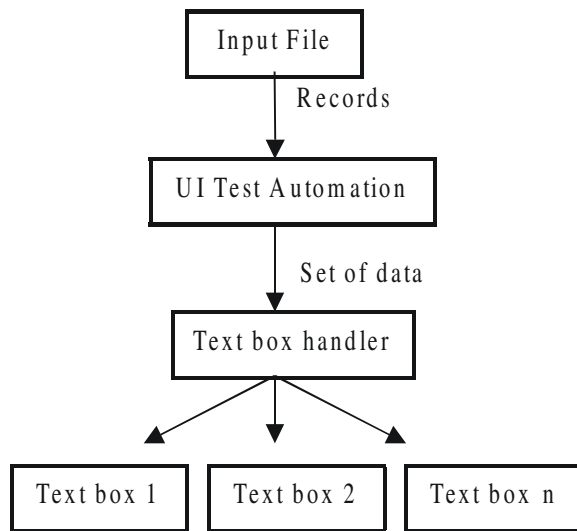 Input File
Records
UI Test Automation
Set of data
Text box handler
Text box 1
Text box 2
Text box n